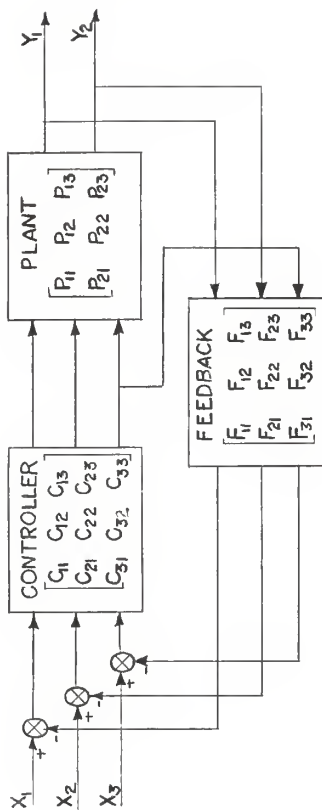 X₁
X₂
X₃
+
-
+
-
+
-
CONTROLLER
C₁₁ C₁₂ C₁₃
C₂₁ C₂₂ C₂₃
C₃₁ C₃₂ C₃₃
PLANT
P₁₁ P₁₂ P₁₃
P₂₁ P₂₂ P₂₃
Y₁
Y₂
FEEDBACK
F₁₁ F₁₂ F₁₃
F₂₁ F₂₂ F₂₃
F₃₁ F₃₂ F₃₃